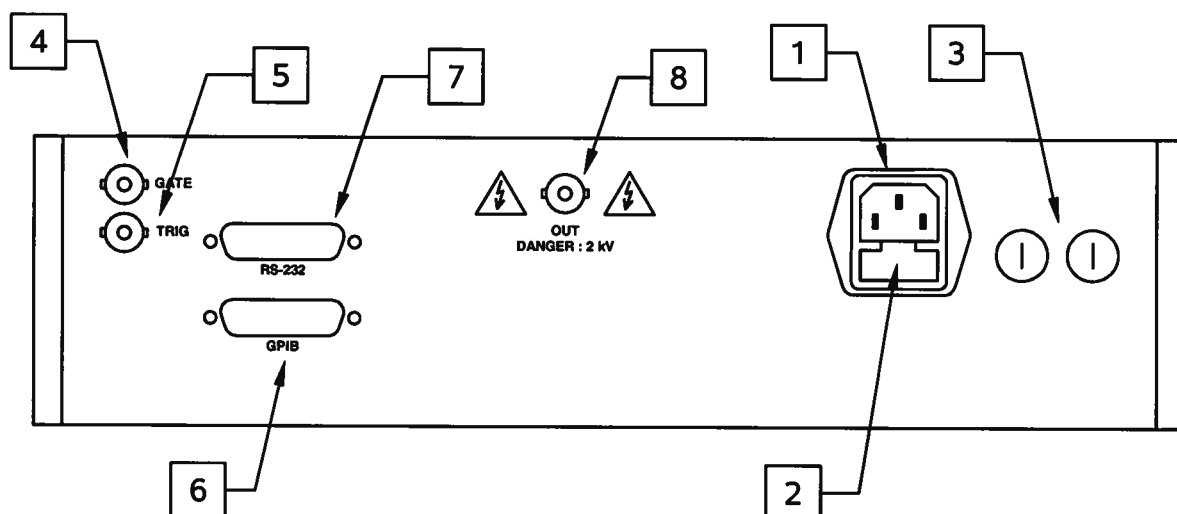 4
5
7
8
1
3
GATE
TRIG
RS-232
OUT
DANGER : 2 kV
GPIB
6
2